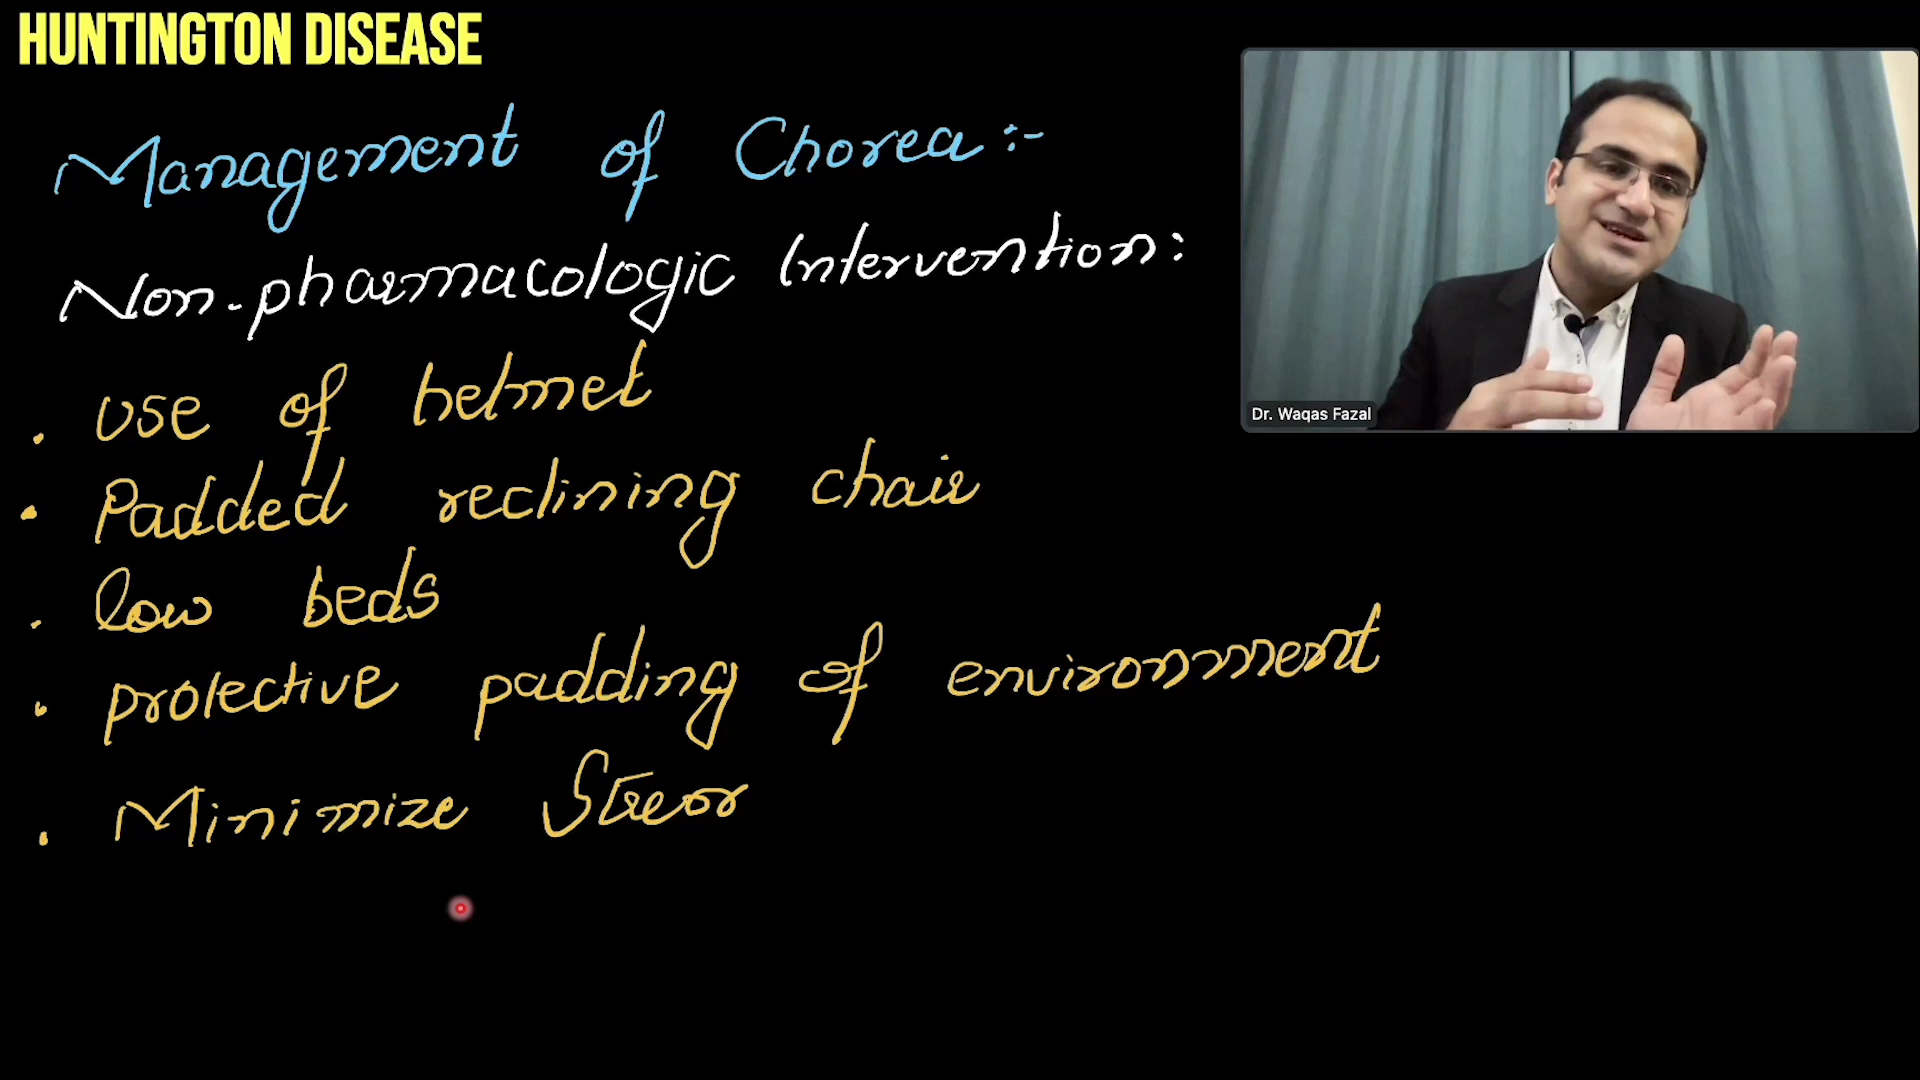 HUNTINGTON DISEASE
Management of Chorea :-
Non-pharmacologic Intervention:
. use of helmet
. Padded reclining chair
. low beds
. protective padding of environment
. Minimize Stress
Dr. Waqas Fazal